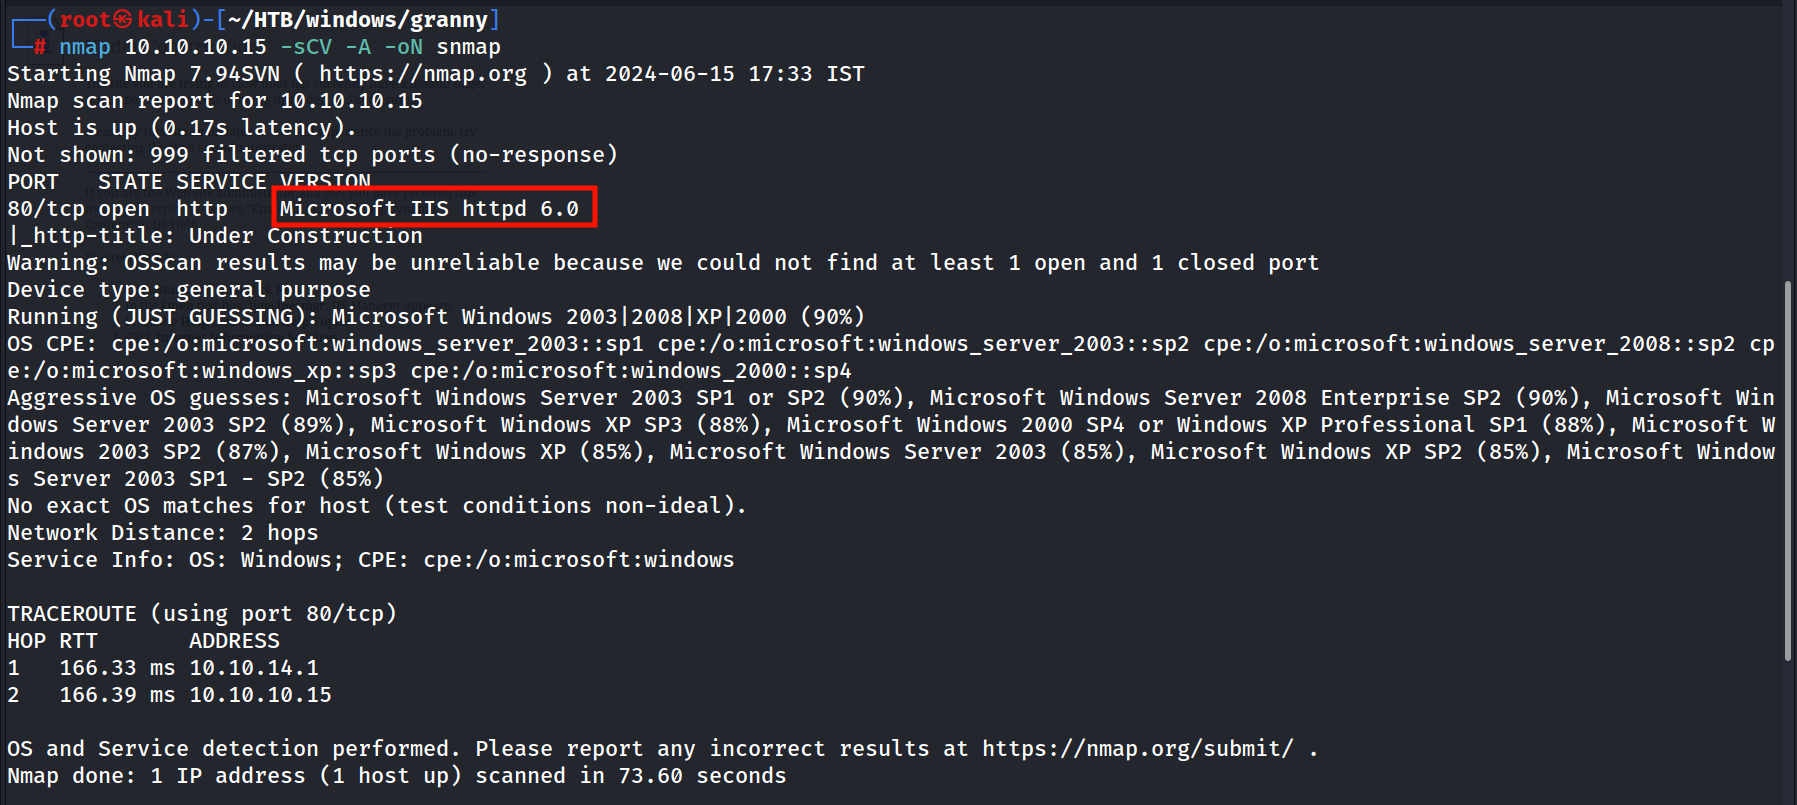 ┌──(root㉿kali)-[~/HTB/windows/granny]
└─# nmap 10.10.10.15 -sCV -A -oN snmap
Starting Nmap 7.94SVN ( https://nmap.org ) at 2024-06-15 17:33 IST
Nmap scan report for 10.10.10.15
Host is up (0.17s latency).
Not shown: 999 filtered tcp ports (no-response)
PORT   STATE SERVICE VERSION
80/tcp open  http    Microsoft IIS httpd 6.0
|_http-title: Under Construction
Warning: OSScan results may be unreliable because we could not find at least 1 open and 1 closed port
Device type: general purpose
Running (JUST GUESSING): Microsoft Windows 2003|2008|XP|2000 (90%)
OS CPE: cpe:/o:microsoft:windows_server_2003::sp1 cpe:/o:microsoft:windows_server_2003::sp2 cpe:/o:microsoft:windows_server_2008::sp2 cp
e:/o:microsoft:windows_xp::sp3 cpe:/o:microsoft:windows_2000::sp4
Aggressive OS guesses: Microsoft Windows Server 2003 SP1 or SP2 (90%), Microsoft Windows Server 2008 Enterprise SP2 (90%), Microsoft Win
dows Server 2003 SP2 (89%), Microsoft Windows XP SP3 (88%), Microsoft Windows 2000 SP4 or Windows XP Professional SP1 (88%), Microsoft W
indows 2003 SP2 (87%), Microsoft Windows XP (85%), Microsoft Windows Server 2003 (85%), Microsoft Windows XP SP2 (85%), Microsoft Window
s Server 2003 SP1 - SP2 (85%)
No exact OS matches for host (test conditions non-ideal).
Network Distance: 2 hops
Service Info: OS: Windows; CPE: cpe:/o:microsoft:windows

TRACEROUTE (using port 80/tcp)
HOP RTT       ADDRESS
1   166.33 ms 10.10.14.1
2   166.39 ms 10.10.10.15

OS and Service detection performed. Please report any incorrect results at https://nmap.org/submit/ .
Nmap done: 1 IP address (1 host up) scanned in 73.60 seconds